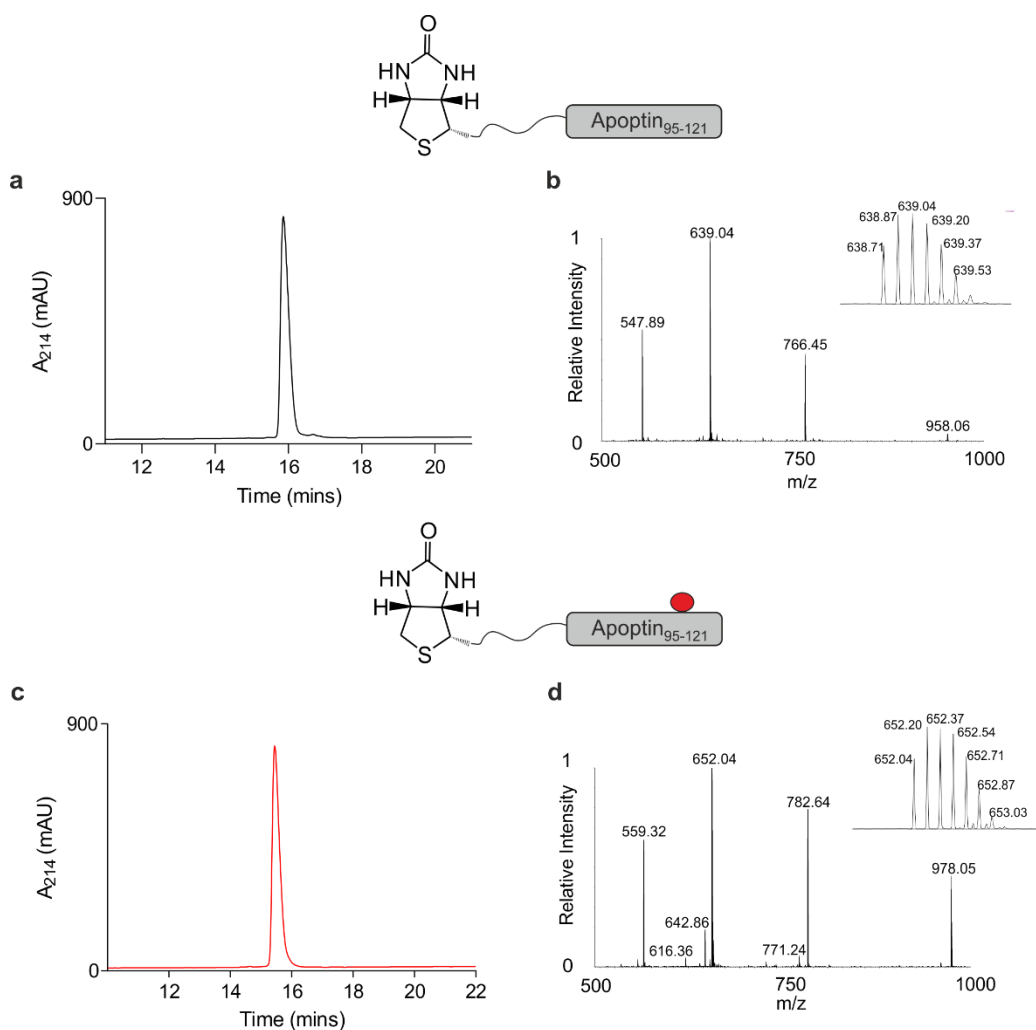 O
HN NH
H H
S
Apoptin95-121
a
900
A214 (mAU)
0
12 14 16 18 20
Time (mins)
b
1
Relative Intensity
0
547.89
639.04
766.45
958.06
500 750 1000
m/z
638.71
638.87
639.04
639.20
639.37
639.53
O
HN NH
H H
S
Apoptin95-121
c
900
A214 (mAU)
0
10 12 14 16 18 20 22
Time (mins)
d
1
Relative Intensity
0
559.32
616.36
642.86
652.04
771.24
782.64
978.05
500 750 1000
m/z
652.04
652.20
652.37
652.54
652.71
652.87
653.03